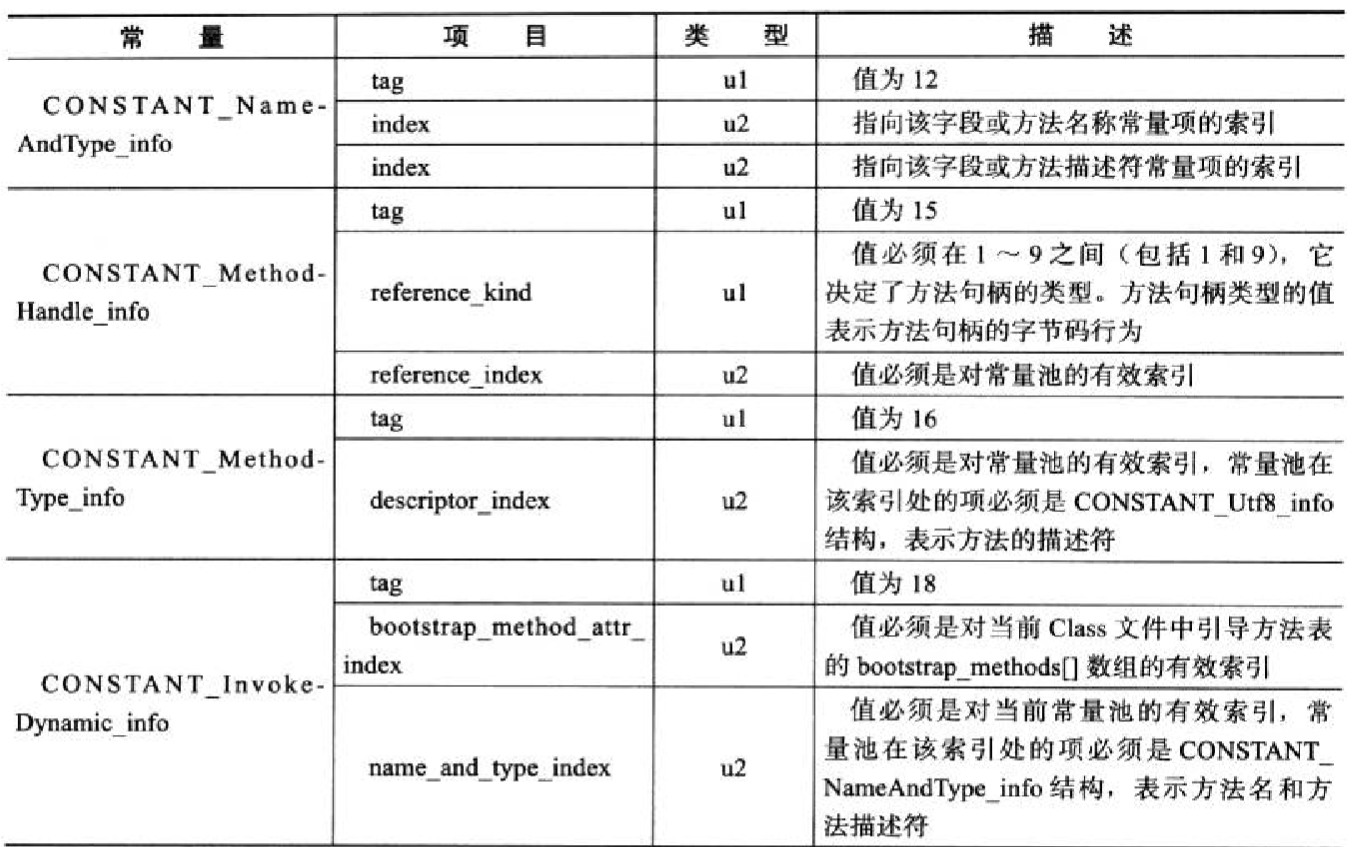 常 量 项 目 类 型 描 述
CONSTANT_Name-
AndType_info
tag u1 值为 12
index u2 指向该字段或方法名称常量项的索引
index u2 指向该字段或方法描述符常量项的索引
CONSTANT_Method-
Handle_info
tag u1 值为 15
reference_kind u1 值必须在 1 ~ 9 之间（包括 1 和 9），它
决定了方法句柄的类型。方法句柄类型的值
表示方法句柄的字节码行为
reference_index u2 值必须是对常量池的有效索引
CONSTANT_Method-
Type_info
tag u1 值为 16
descriptor_index u2 值必须是对常量池的有效索引，常量池在
该索引处的项必须是 CONSTANT_Utf8_info
结构，表示方法的描述符
CONSTANT_Invoke-
Dynamic_info
tag u1 值为 18
bootstrap_method_attr_
index u2 值必须是对当前 Class 文件中引导方法表
的 bootstrap_methods[] 数组的有效索引
name_and_type_index u2 值必须是对当前常量池的有效索引，常
量池在该索引处的项必须是 CONSTANT_
NameAndType_info 结构，表示方法名和方
法描述符